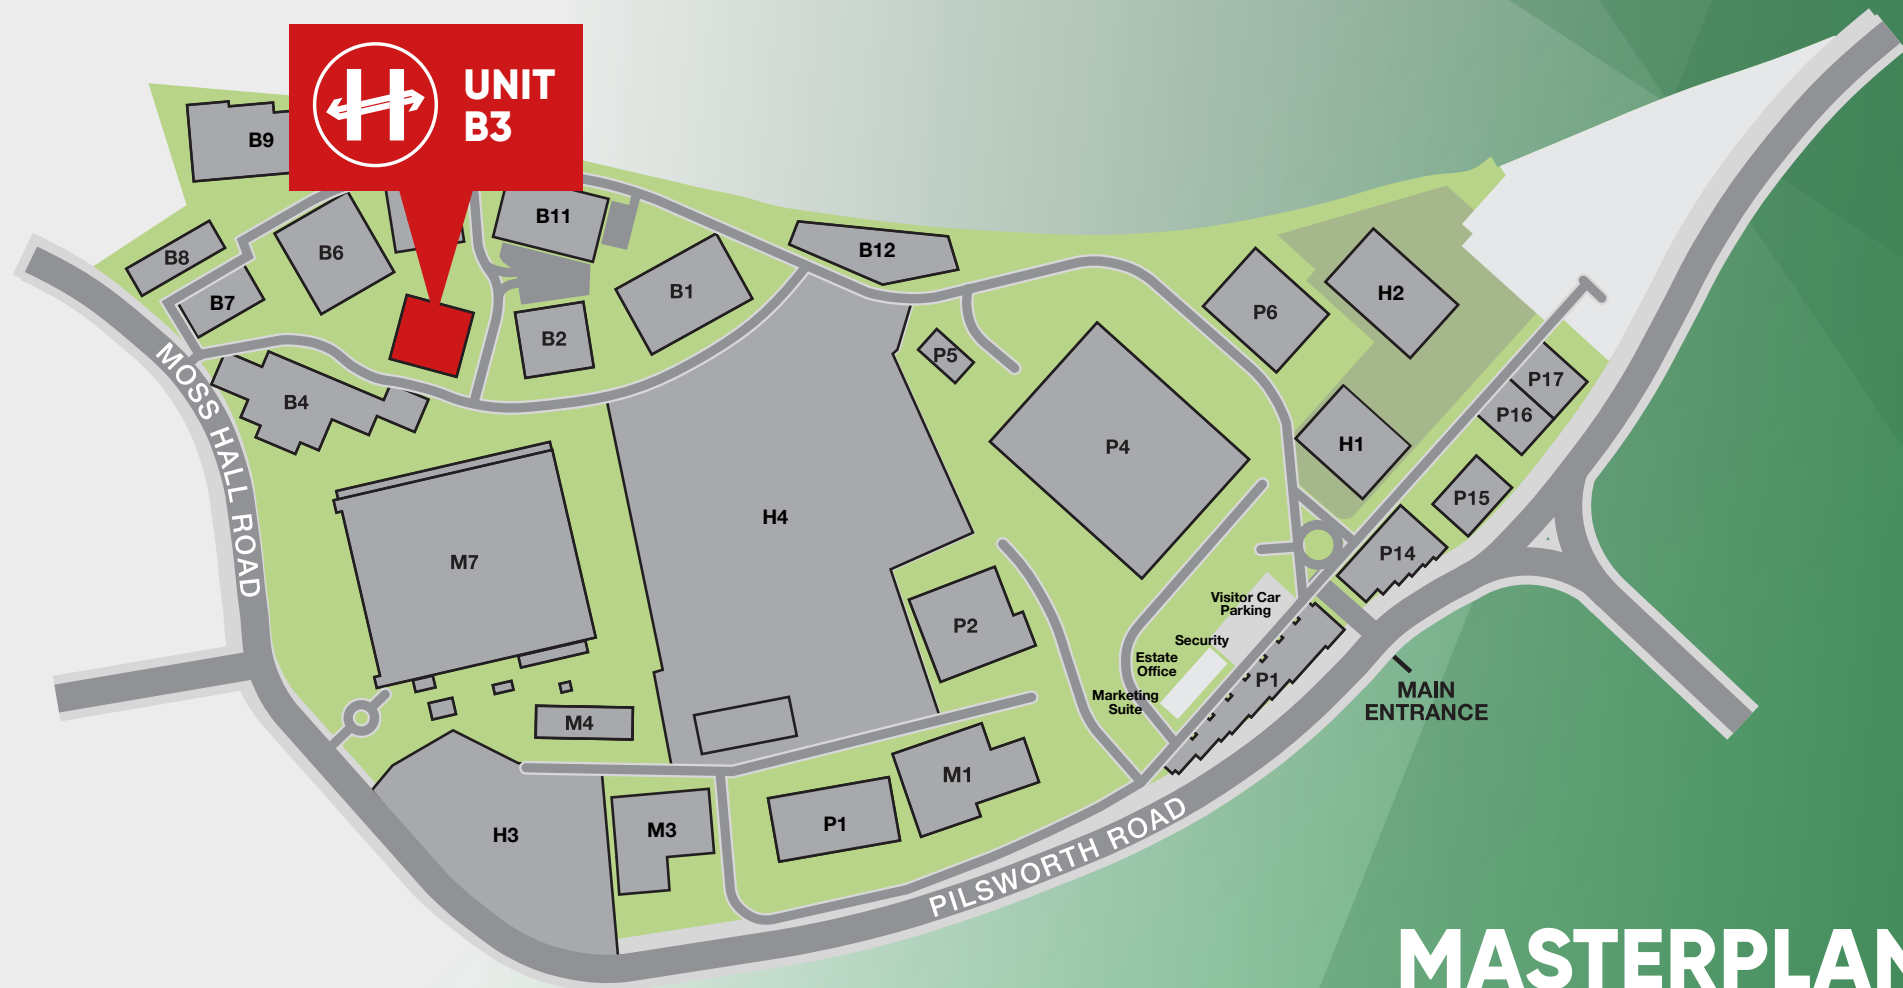 H
UNIT
B3
B9
B8
B7
B6
B11
B1
B2
B12
B4
P5
P6
H2
H1
P4
P17
P16
P15
P14
M7
H4
P2
M4
H3
M3
P1
M1
Visitor Car
Parking
Security
Estate
Office
Marketing
Suite
P1
MAIN
ENTRANCE
MOSS HALL ROAD
PILSWORTH ROAD
MASTERPLAN